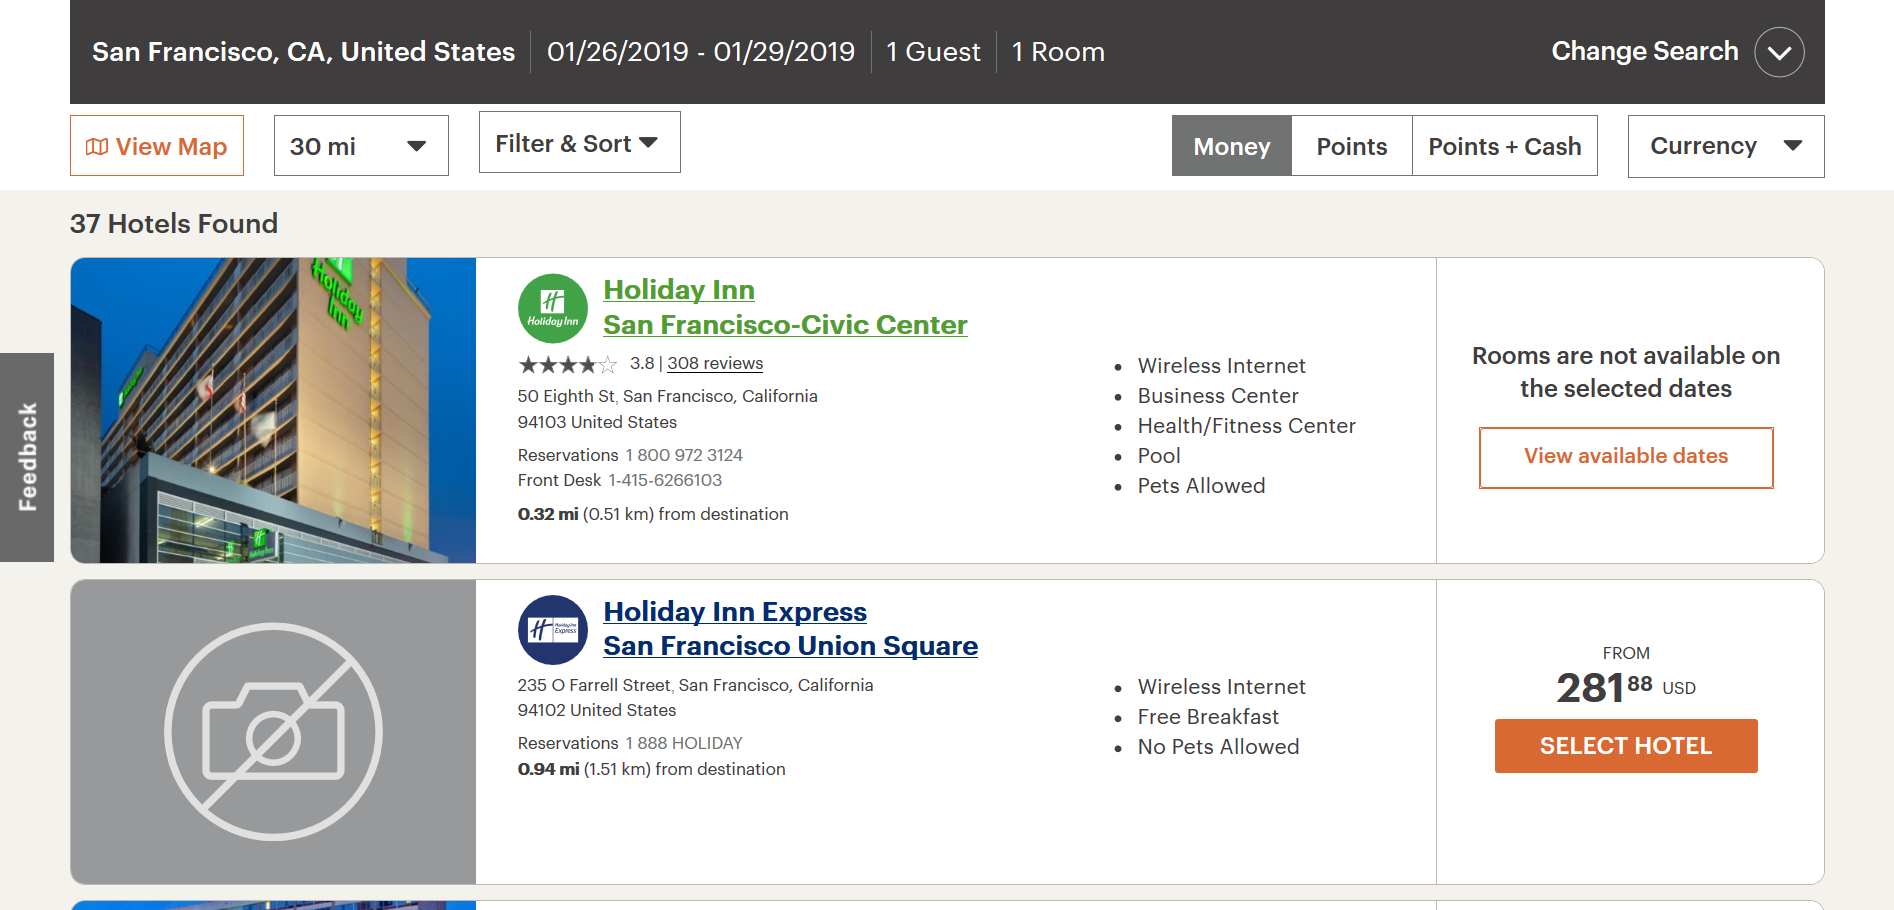 San Francisco, CA, United States 01/26/2019 - 01/29/2019 1 Guest 1 Room Change Search
View Map 30 mi Filter & Sort Money Points Points + Cash Currency
37 Hotels Found
Feedback
Holiday Inn
Holiday Inn
Holiday Inn
San Francisco-Civic Center
3.8 | 308 reviews
50 Eighth St, San Francisco, California
94103 United States
Reservations 1 800 972 3124
Front Desk 1-415-6266103
0.32 mi (0.51 km) from destination
Wireless Internet
Business Center
Health/Fitness Center
Pool
Pets Allowed
Rooms are not available on
the selected dates
View available dates
Holiday Inn
Express
Holiday Inn Express
San Francisco Union Square
235 O Farrell Street, San Francisco, California
94102 United States
Reservations 1 888 HOLIDAY
0.94 mi (1.51 km) from destination
Wireless Internet
Free Breakfast
No Pets Allowed
FROM
281 88 USD
SELECT HOTEL